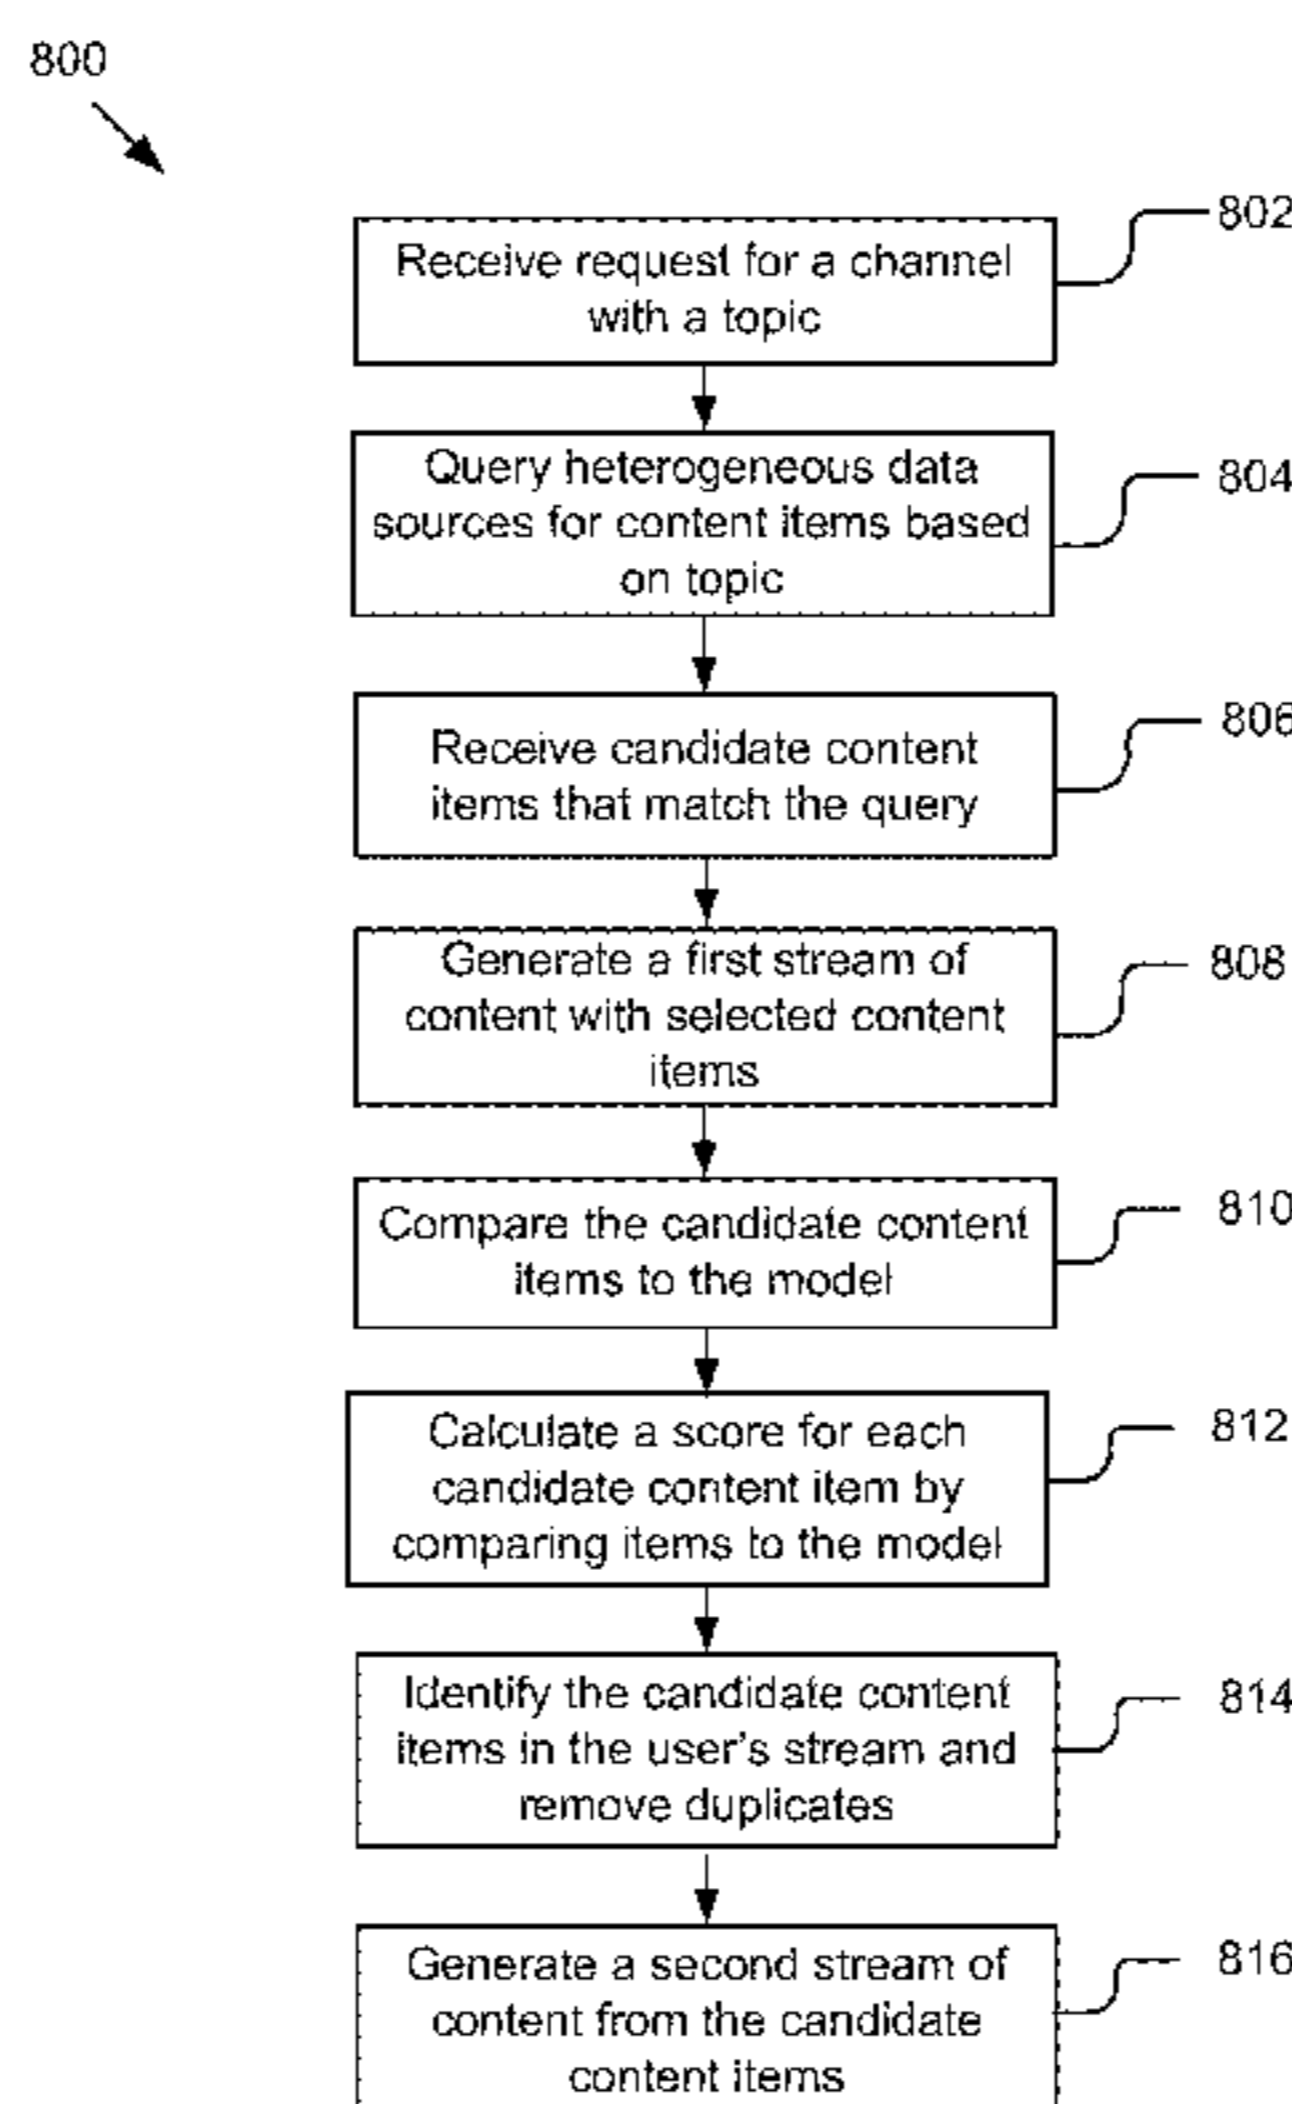 800
802
Receive request for a channel
with a topic
804
Query heterogeneous data
sources for content items based
on topic
806
Receive candidate content
items that match the query
808
Generate a first stream of
content with selected content
items
810
Compare the candidate content
items to the model
812
Calculate a score for each
candidate content item by
comparing items to the model
814
Identify the candidate content
items in the user's stream and
remove duplicates
816
Generate a second stream of
content from the candidate
content items